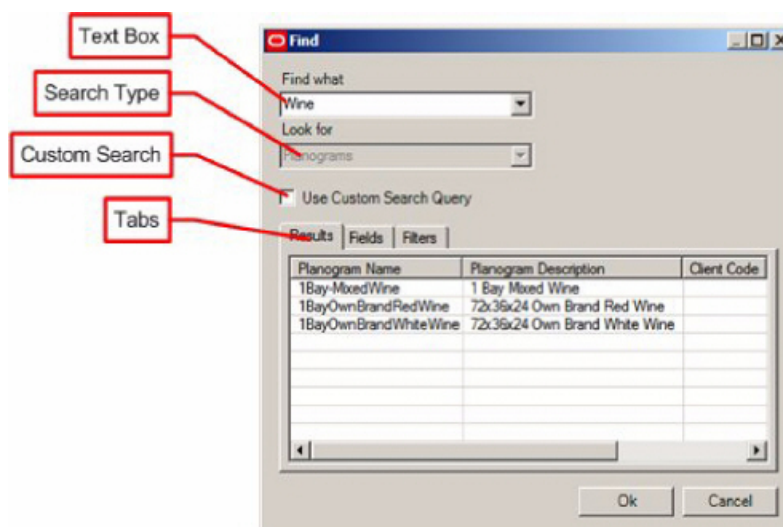 Text Box
Find
Find what
Search Type
Wine
Look for
Custom Search
Planograms
Use Custom Search Query
Tabs
Results Fields Filters
Planogram Name Planogram Description Client Code
1Bay-MixedWine 1 Bay Mixed Wine
1BayOwnBrandRedWine 72x36x24 Own Brand Red Wine
1BayOwnBrandWhiteWine 72x36x24 Own Brand White Wine
Ok Cancel